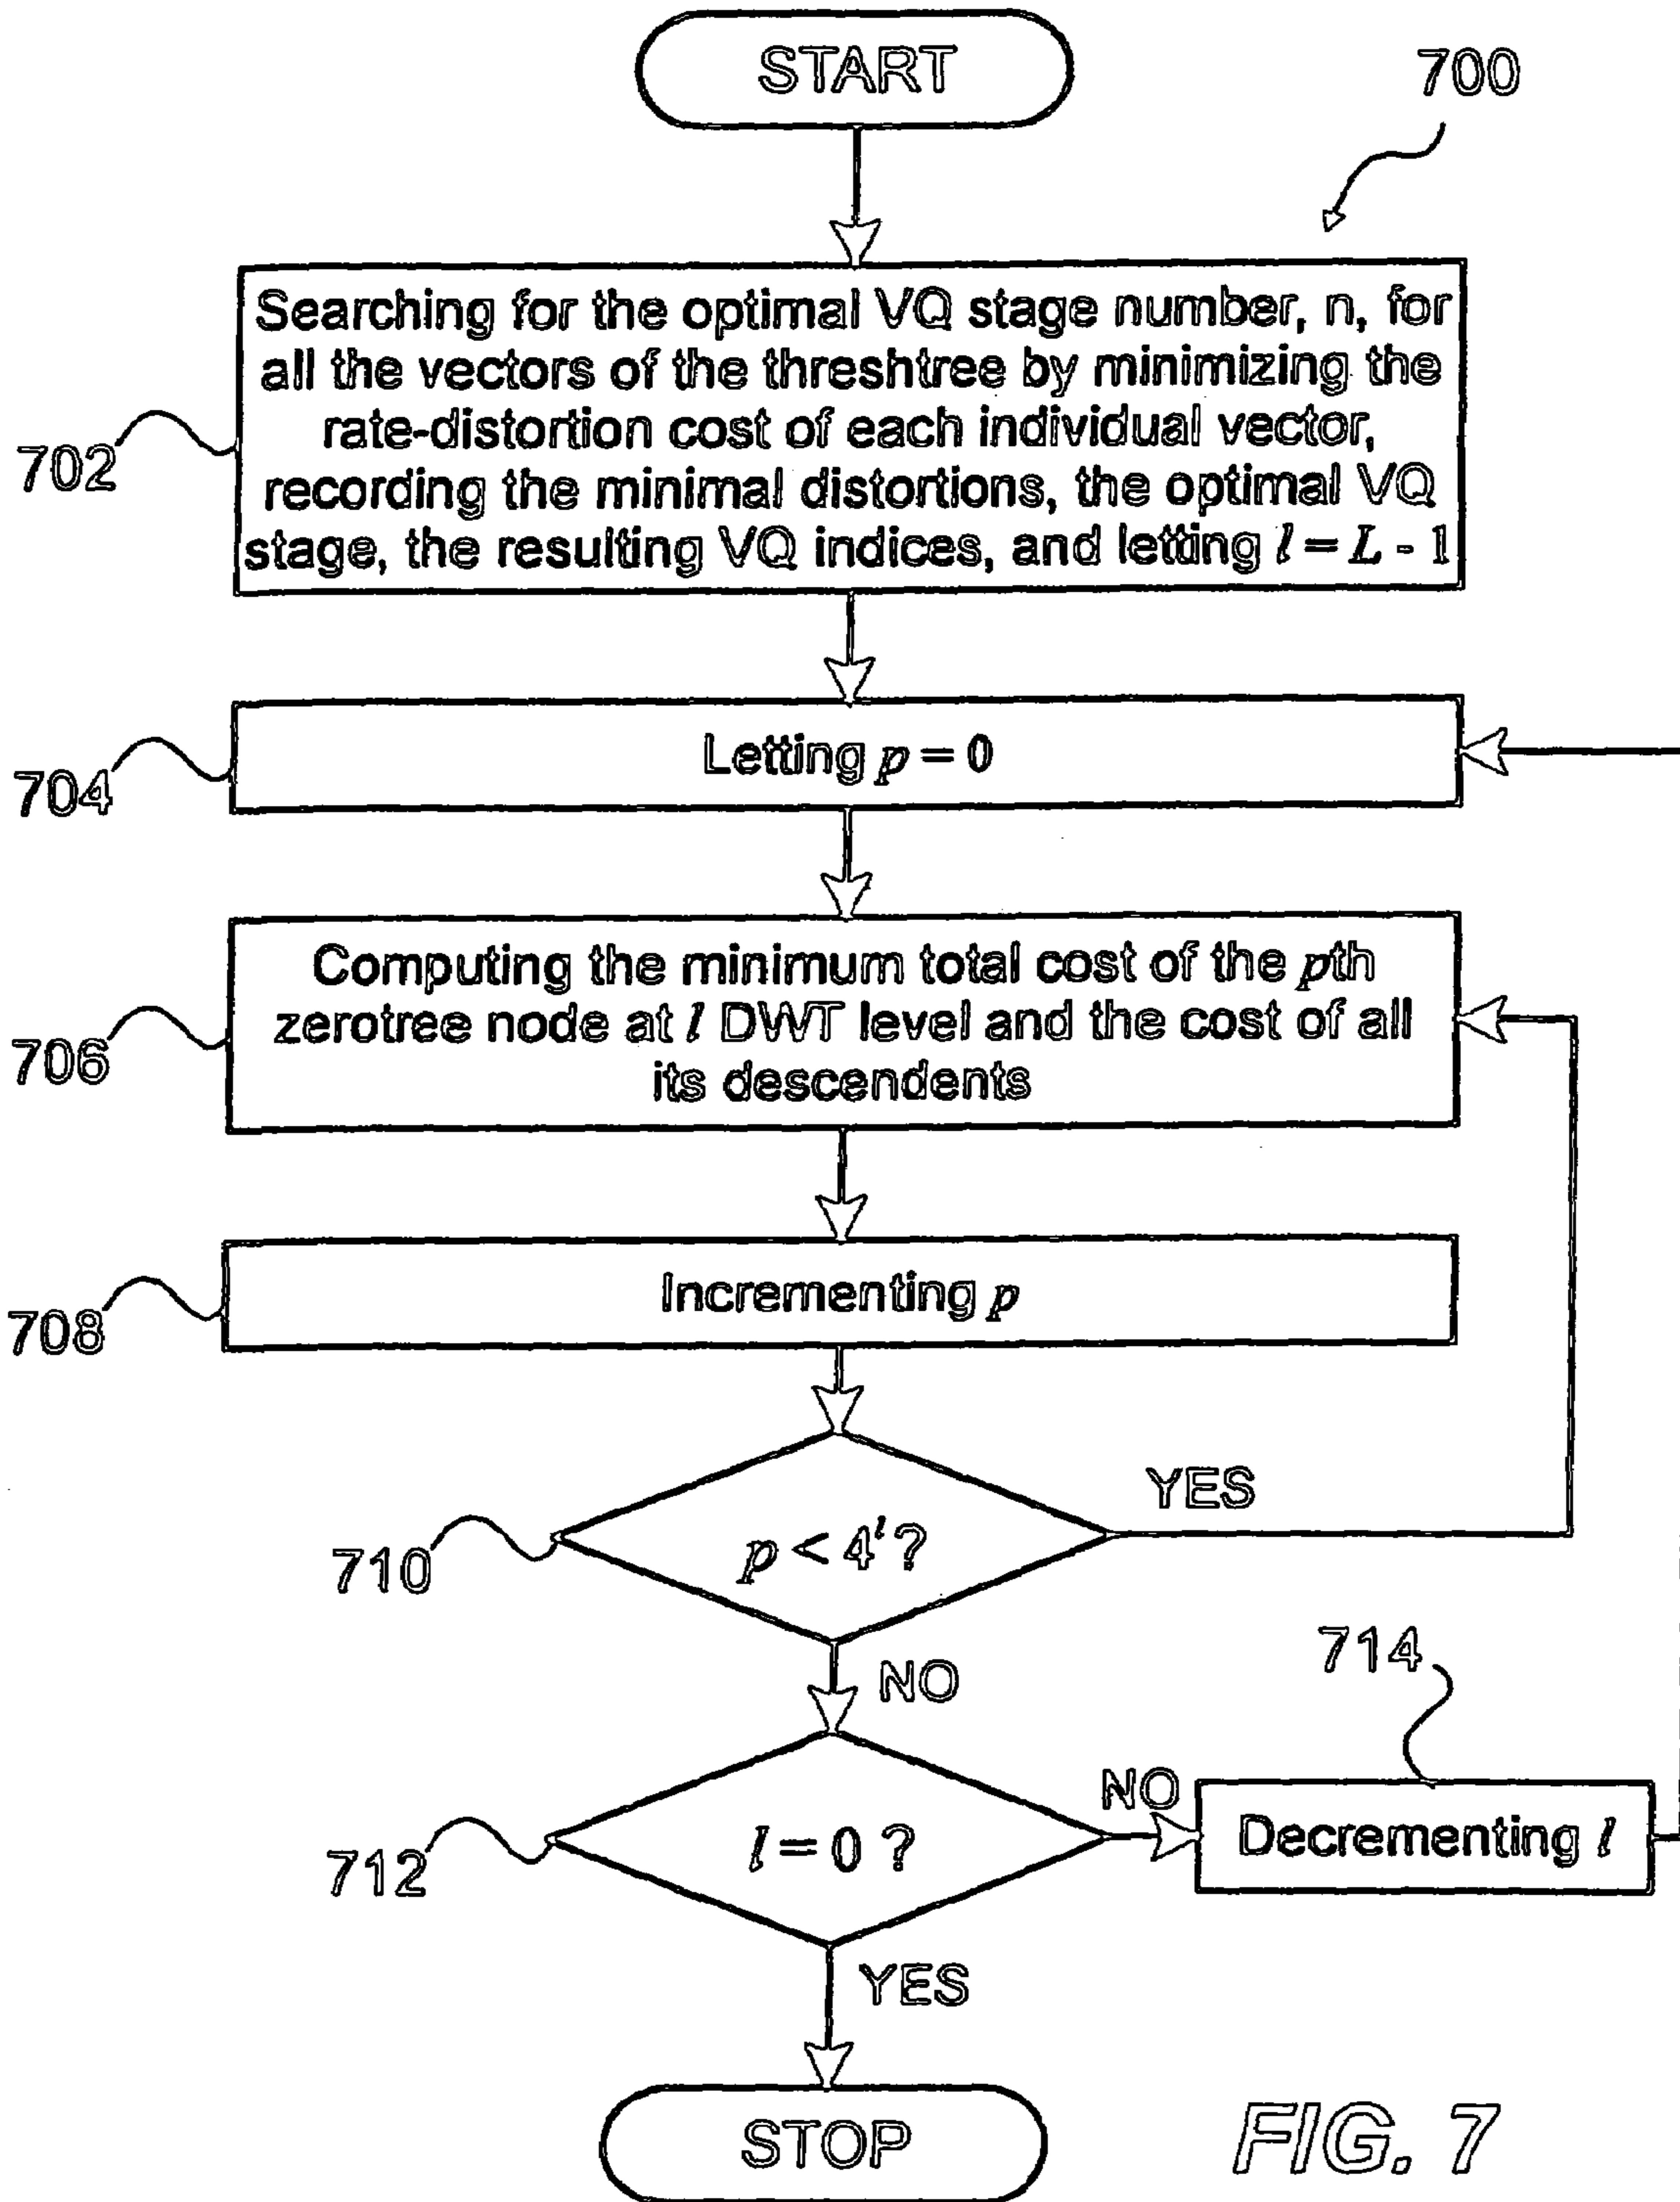 START
700
Searching for the optimal VQ stage number, n, for
all the vectors of the threshtree by minimizing the
rate-distortion cost of each individual vector,
recording the minimal distortions, the optimal VQ
stage, the resulting VQ indices, and letting l = L - 1
702
Letting p = 0
704
Computing the minimum total cost of the pth
zerotree node at l DWT level and the cost of all
its descendents
706
Incrementing p
708
p < 4^l ?
YES
710
NO
714
l = 0 ?
NO
Decrementing l
712
YES
STOP
FIG. 7